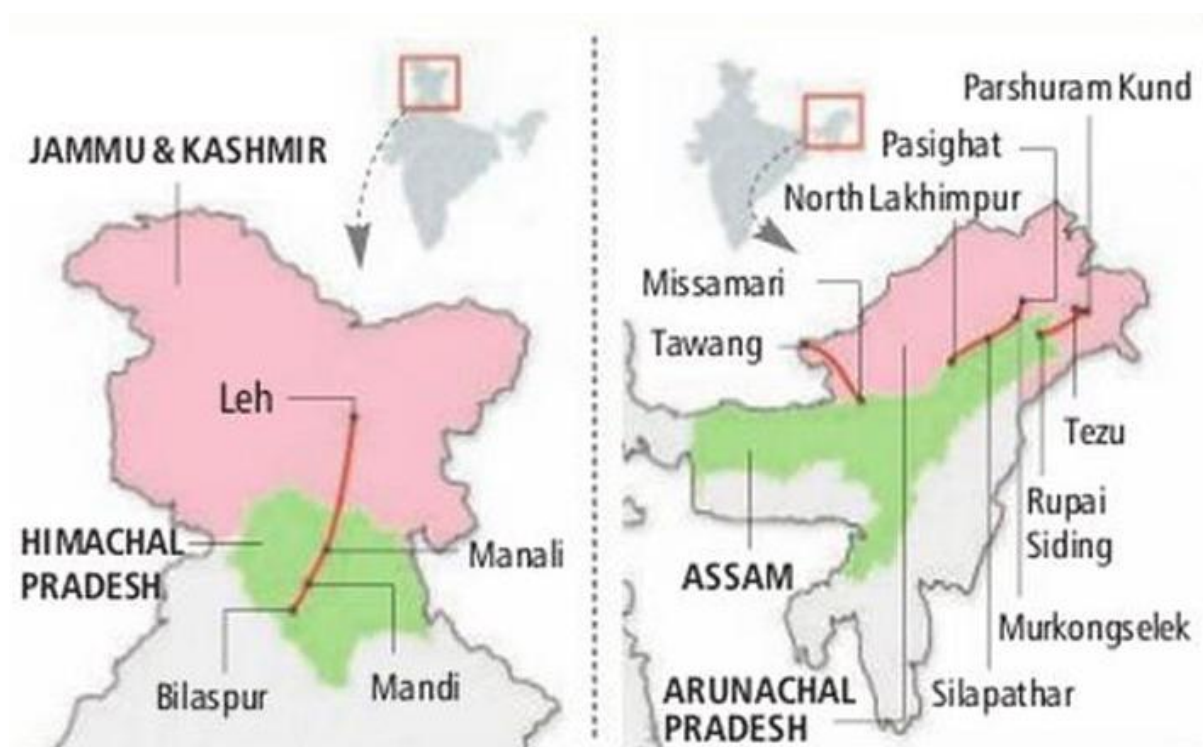 JAMMU & KASHMIR
Leh
HIMACHAL
PRADESH
Manali
Bilaspur
Mandi
Parshuram Kund
Pasighat
North Lakhimpur
Missamari
Tawang
Tezu
Rupai
Siding
ASSAM
Murkongselek
ARUNACHAL
PRADESH
Silapathar